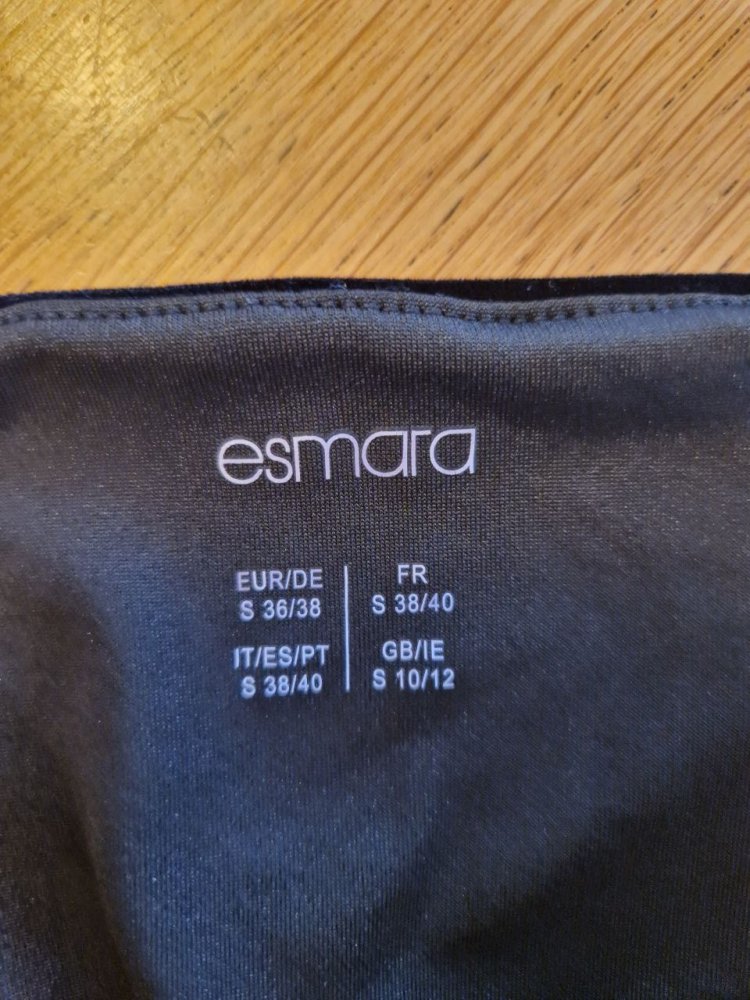 esmara
EUR/DE
S 36/38
FR
S 38/40
IT/ES/PT
S 38/40
GB/IE
S 10/12